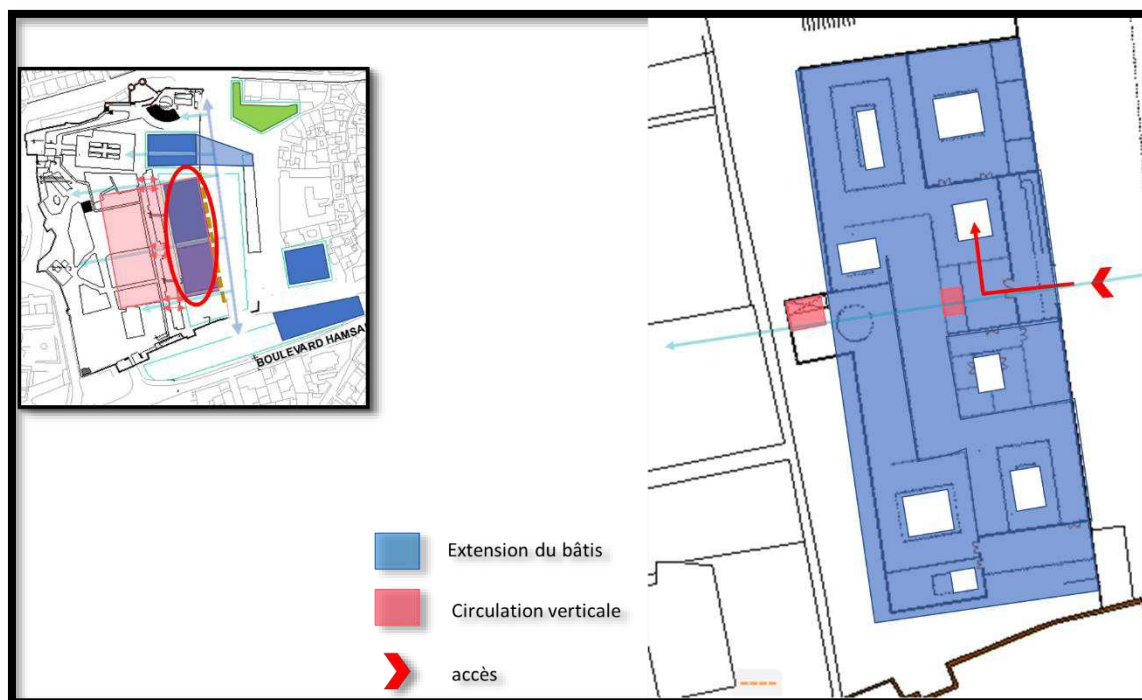 BOULEVARD HAMSA
Extension du bâtis
Circulation verticale
accès